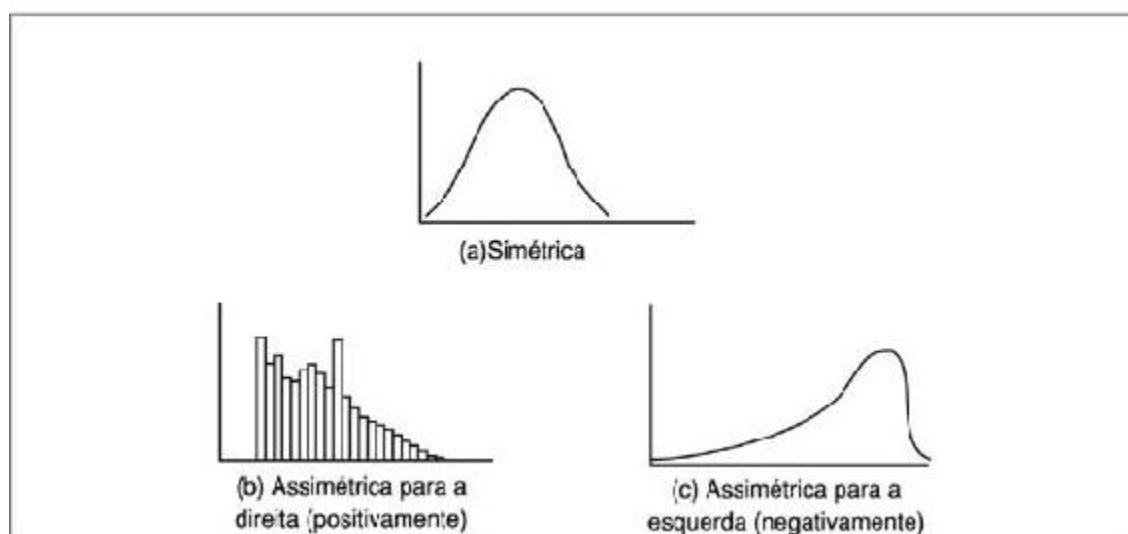 (a)Simétrica
(b) Assimétrica para a
direita (positivamente)
(c) Assimétrica para a
esquerda (negativamente)